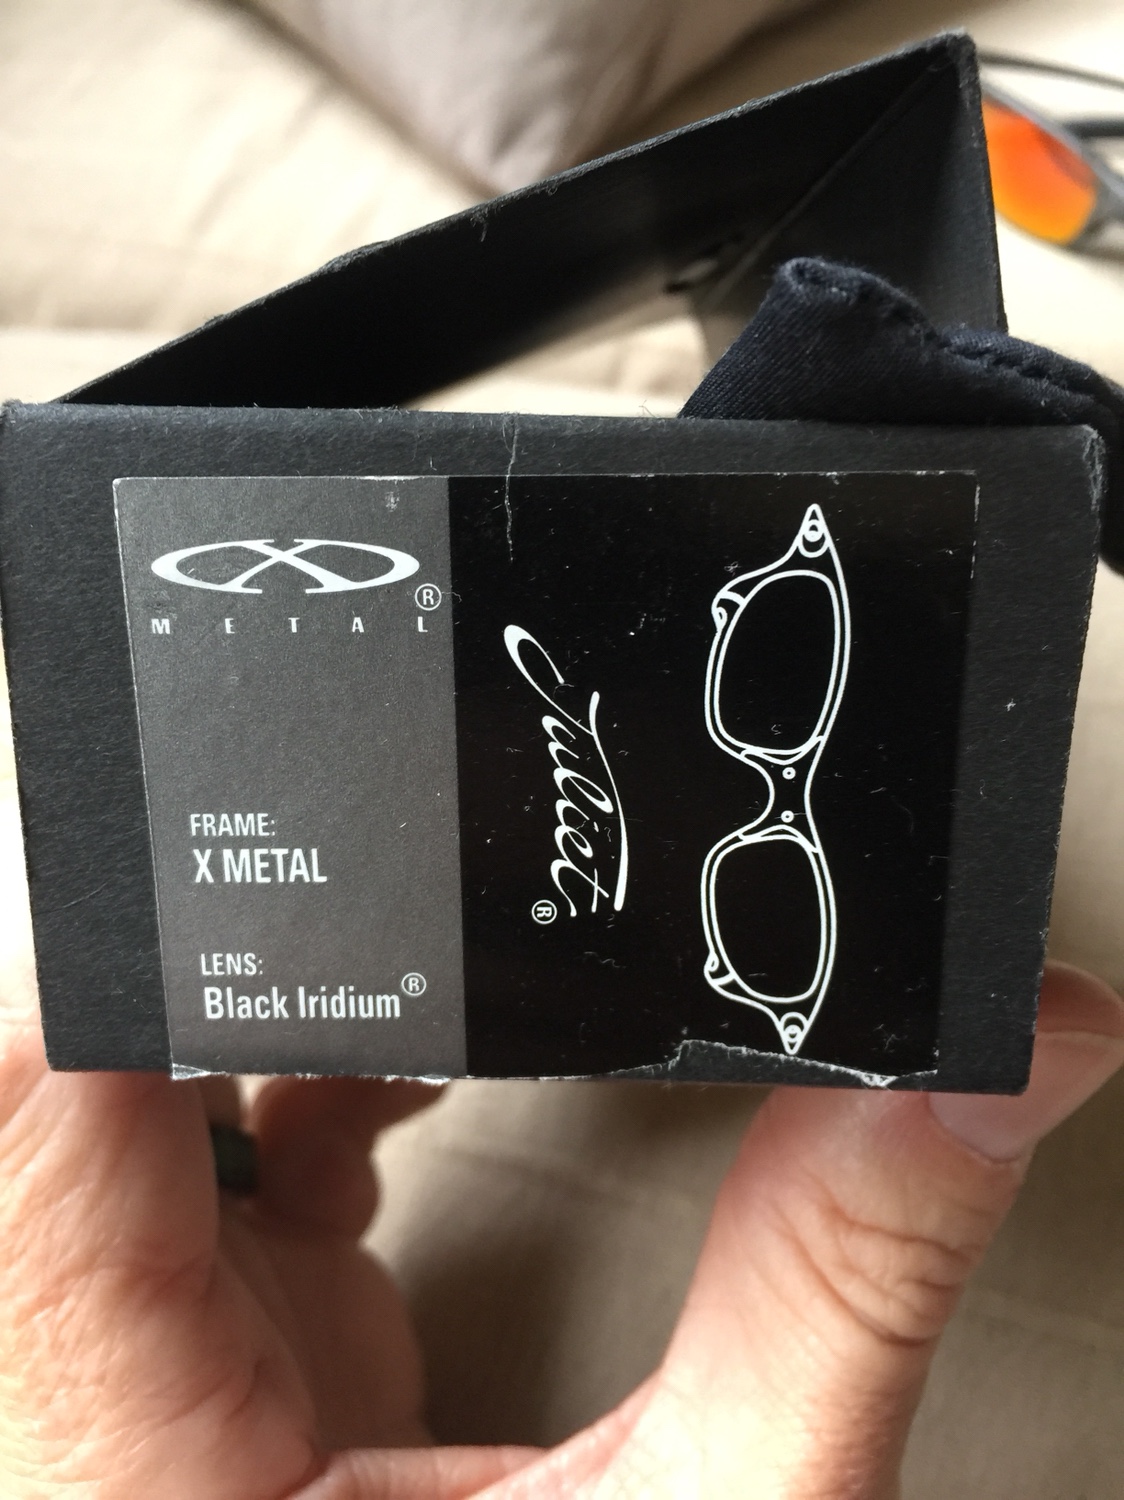 X
METAL®
FRAME:
X METAL
LENS:
Black Iridium®
Juliet®